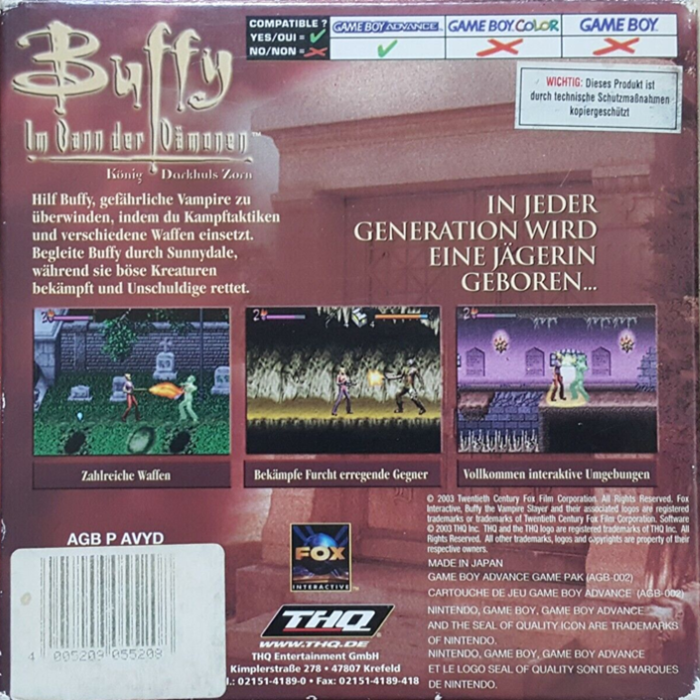 COMPATIBLE ? GAME BOY ADVANCE GAME BOY COLOR GAME BOY
YES/OUI =
NO/NON =
Buffy
Im Bann der Dämonen™
König Darkhuls Zorn
WICHTIG: Dieses Produkt ist
durch technische Schutzmaßnahmen
kopiergeschützt
Hilf Buffy, gefährliche Vampire zu
überwinden, indem du Kampftaktiken
und verschiedene Waffen einsetzt.
Begleite Buffy durch Sunnydale,
während sie böse Kreaturen
bekämpft und Unschuldige rettet.
IN JEDER
GENERATION WIRD
EINE JÄGERIN
GEBOREN...
Zahlreiche Waffen
Bekämpe Furcht erregende Gegner
Vollkommen interaktive Umgebungen
© 2003 Twentieth Century Fox Film Corporation. All Rights Reserved. Fox
Interactive, Buffy the Vampire Slayer and their associated logos are registered
trademarks or trademarks of Twentieth Century Fox Film Corporation. Software
© 2003 THQ Inc. THQ and the THQ logo are registered trademarks of THQ Inc. All
Rights Reserved. All other trademarks, logos and copyrights are property of their
respective owners.
MADE IN JAPAN
GAME BOY ADVANCE GAME PAK (AGB-002)
CARTOUCHE DE JEU GAME BOY ADVANCE (AGB-002)
NINTENDO, GAME BOY, GAME BOY ADVANCE
AND THE SEAL OF QUALITY ICON ARE TRADEMARKS
OF NINTENDO.
NINTENDO, GAME BOY, GAME BOY ADVANCE
ET LE LOGO SEAL OF QUALITY SONT DES MARQUES
DE NINTENDO.
AGB P AVYD
4 005209 055208
FOX
INTERACTIVE™
THQ®
WWW.THQ.DE
THQ Entertainment GmbH
Kimplerstraße 278 • 47807 Krefeld
.: 02151-4189-0 • Fax: 02151-4189-418